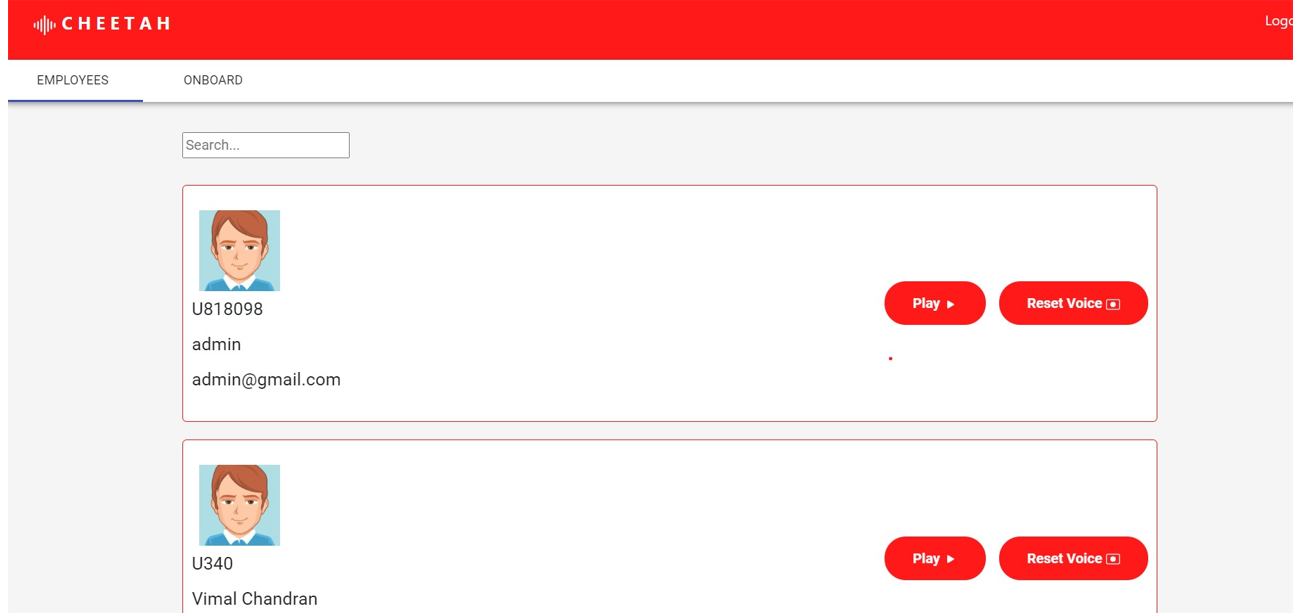 CHEETAH
EMPLOYEES ONBOARD
Search...
U818098
Play Reset Voice
admin
admin@gmail.com
U340
Play Reset Voice
Vimal Chandran